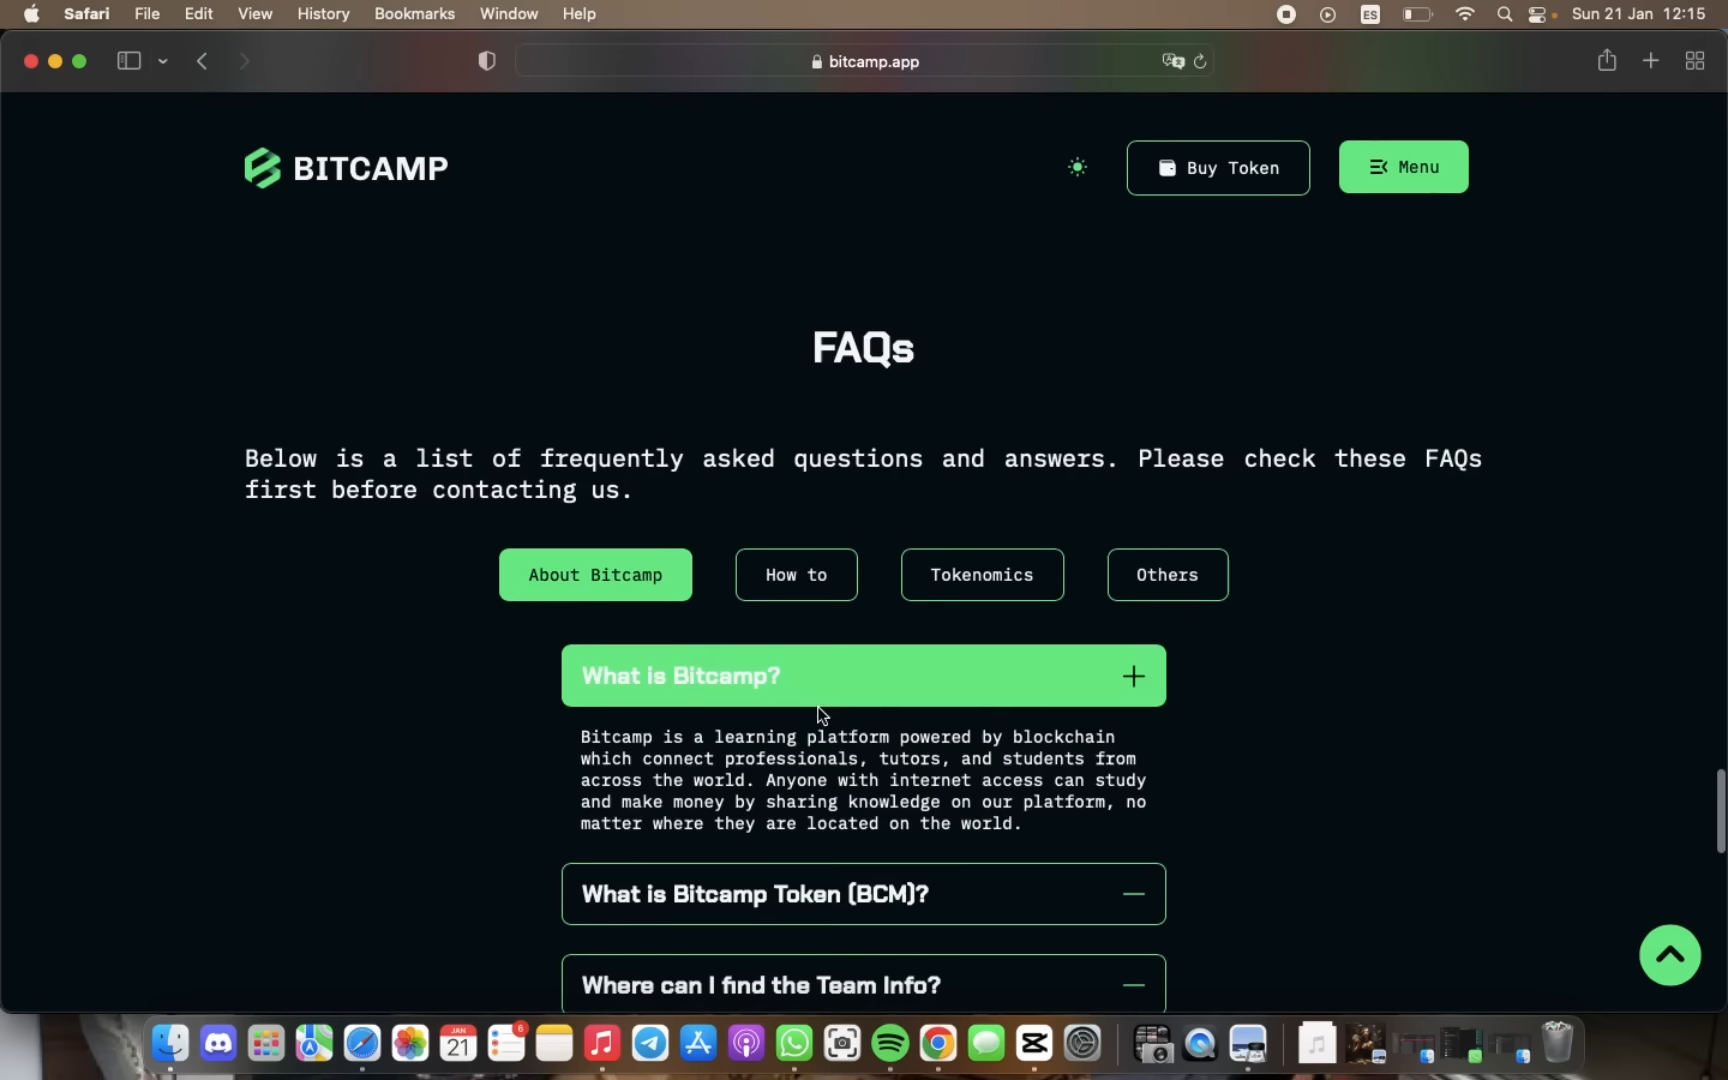 Safari File Edit View History Bookmarks Window Help ES Sun 21 Jan 12:15
bitcamp.app
BITCAMP
Buy Token
Menu
FAQs
Below is a list of frequently asked questions and answers. Please check these FAQs
first before contacting us.
About Bitcamp
How to
Tokenomics
Others
What is Bitcamp?
Bitcamp is a learning platform powered by blockchain
which connect professionals, tutors, and students from
across the world. Anyone with internet access can study
and make money by sharing knowledge on our platform, no
matter where they are located on the world.
What is Bitcamp Token (BCM)?
Where can I find the Team Info?
JAN
21
6